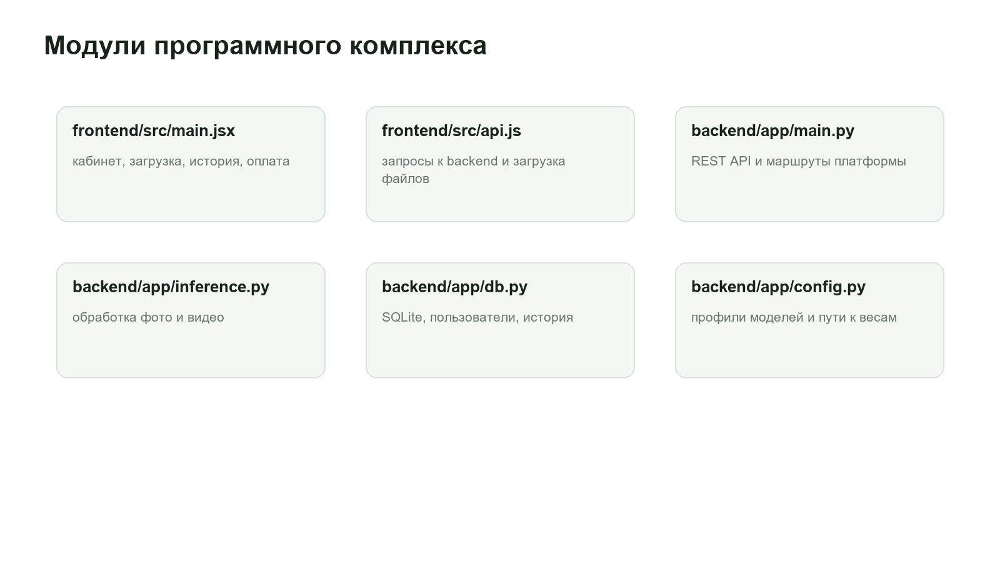 Модули программного комплекса
frontend/src/main.jsx
кабинет, загрузка, история, оплата
frontend/src/api.js
запросы к backend и загрузка
файлов
backend/app/main.py
REST API и маршруты платформы
backend/app/inference.py
обработка фото и видео
backend/app/db.py
SQLite, пользователи, история
backend/app/config.py
профили моделей и пути к весам